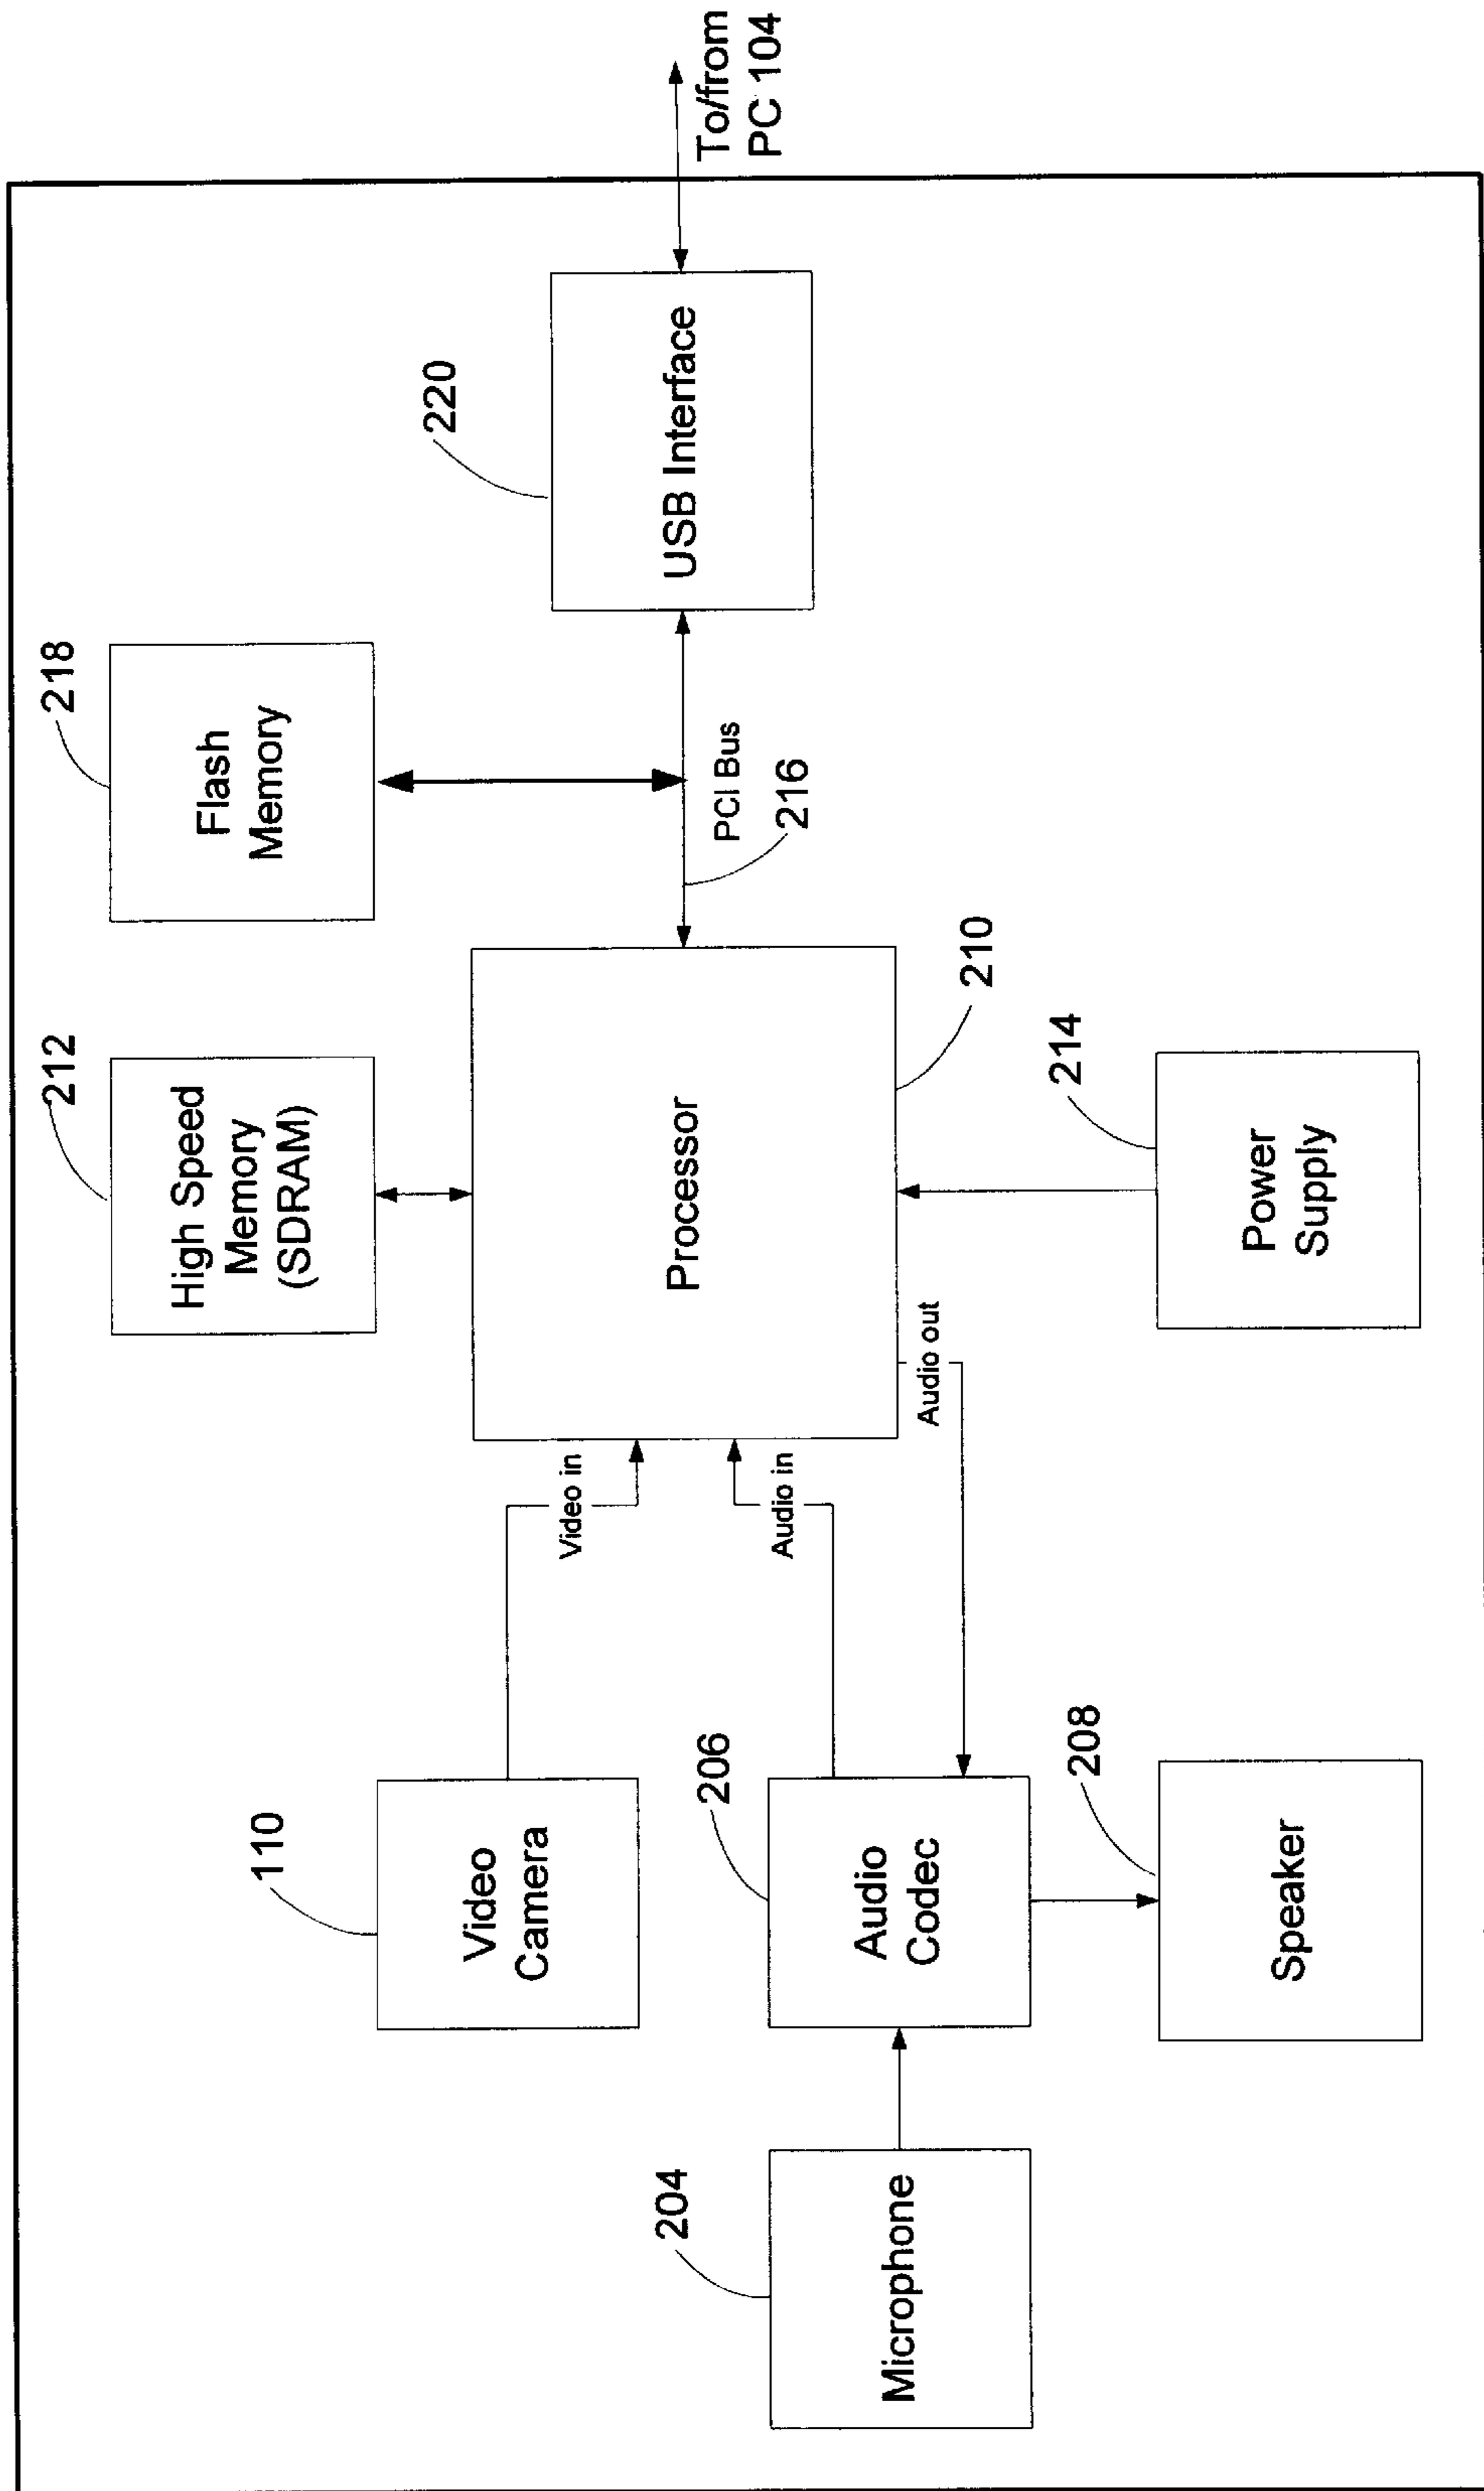 212
High Speed
Memory
(SDRAM)
218
Flash
Memory
110
Video
Camera
Video in
220
USB Interface
To/from
PC 104
PCI Bus
216
Processor
210
206
Audio
Codec
Audio in
Audio out
204
Microphone
208
Speaker
214
Power
Supply